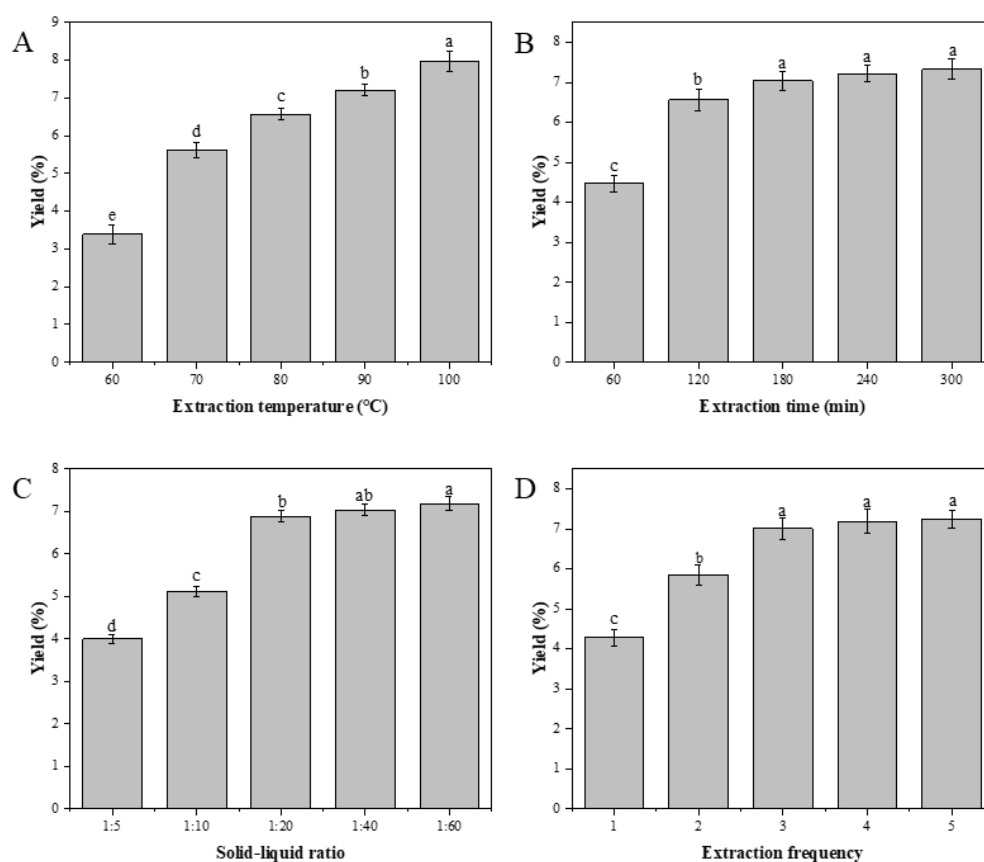 A
Yield (%)
9
8
7
6
5
4
3
2
1
0
e
d
c
b
a
60 70 80 90 100
Extraction temperature (°C)
B
Yield (%)
8
7
6
5
4
3
2
1
0
c
b
a
a
a
60 120 180 240 300
Extraction time (min)
C
Yield (%)
8
7
6
5
4
3
2
1
0
d
c
b
ab
a
1:5 1:10 1:20 1:40 1:60
Solid-liquid ratio
D
Yield (%)
8
7
6
5
4
3
2
1
0
c
b
a
a
a
1 2 3 4 5
Extraction frequency